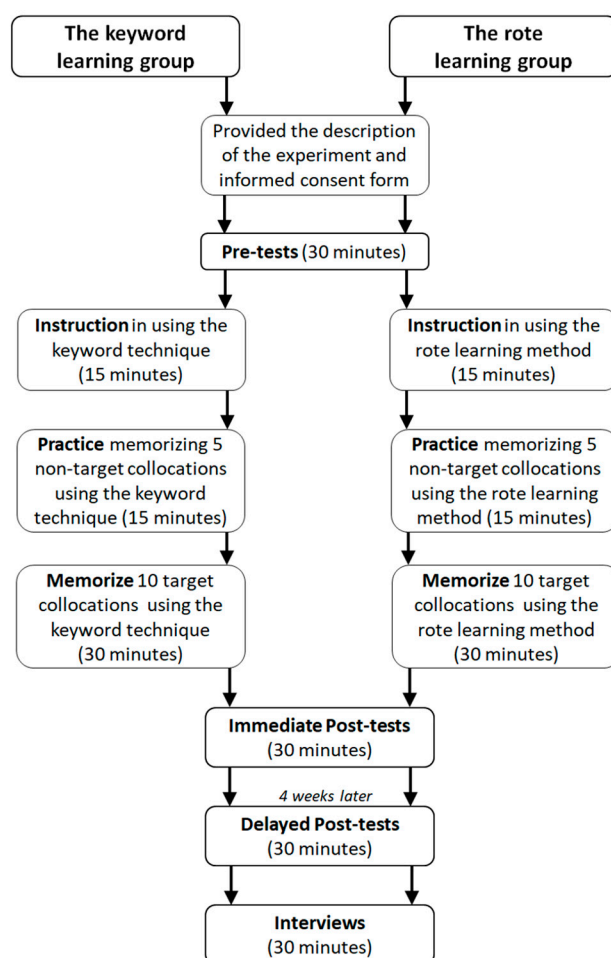 The keyword
learning group
The rote
learning group
Provided the description
of the experiment and
informed consent form
Pre-tests (30 minutes)
Instruction in using the
keyword technique
(15 minutes)
Instruction in using the
rote learning method
(15 minutes)
Practice memorizing 5
non-target collocations
using the keyword
technique (15 minutes)
Practice memorizing 5
non-target collocations
using the rote learning
method (15 minutes)
Memorize 10 target
collocations using the
keyword technique
(30 minutes)
Memorize 10 target
collocations using the
rote learning method
(30 minutes)
Immediate Post-tests
(30 minutes)
4 weeks later
Delayed Post-tests
(30 minutes)
Interviews
(30 minutes)